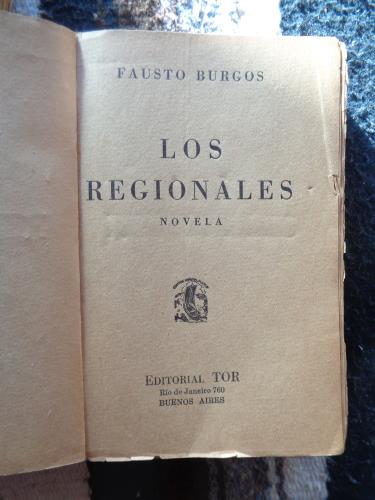 FAUSTO BURGOS
LOS
REGIONALES
NOVELA
EDITORIAL TOR
Río de Janeiro 760
BUENOS AIRES